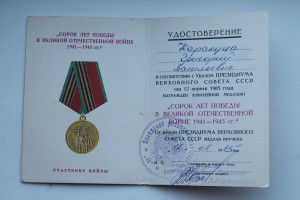 "СОРОК ЛЕТ ПОБЕДЫ
В ВЕЛИКОЙ ОТЕЧЕСТВЕННОЙ ВОЙНЕ
1941—1945 гг."
УЧАСТНИКУ ВОЙНЫ
УДОСТОВЕРЕНИЕ
Григорий
В СООТВЕТСТВИИ С УКАЗОМ ПРЕЗИДИУМА
ВЕРХОВНОГО СОВЕТА СССР
ОТ 12 АПРЕЛЯ 1985 ГОДА
НАГРАЖДЕН ЮБИЛЕЙНОЙ МЕДАЛЬЮ
"СОРОК ЛЕТ ПОБЕДЫ
В ВЕЛИКОЙ ОТЕЧЕСТВЕННОЙ
ВОЙНЕ 1941—1945 гг."
ОТ ИМЕНИ ПРЕЗИДИУМА ВЕРХОВНОГО
СОВЕТА СССР МЕДАЛЬ ВРУЧЕНА